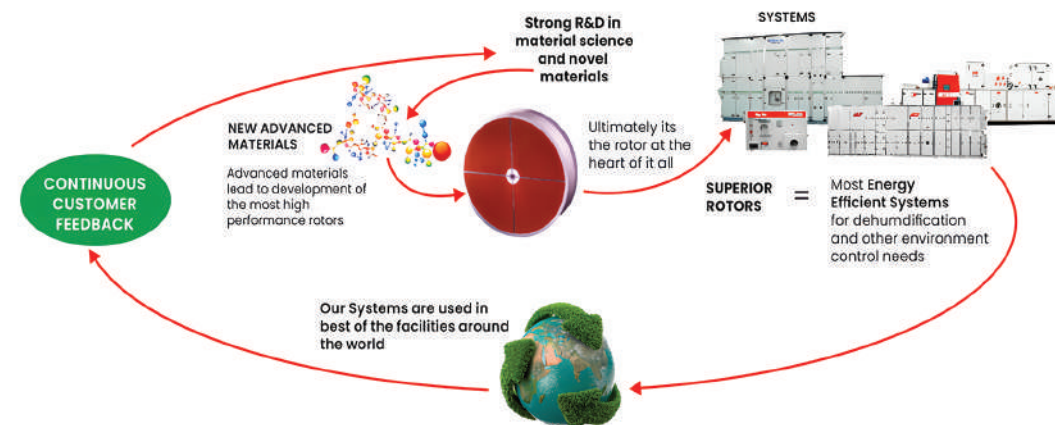 CONTINUOUS
CUSTOMER
FEEDBACK
Strong R&D in
material science
and novel
materials
NEW ADVANCED
MATERIALS
Advanced materials
lead to development of
the most high
performance rotors
Ultimately its
the rotor at the
heart of it all
SYSTEMS
SUPERIOR
ROTORS
=
Most Energy
Efficient Systems
for dehumdification
and other environment
control needs
Our Systems are used in
best of the facilities around
the world